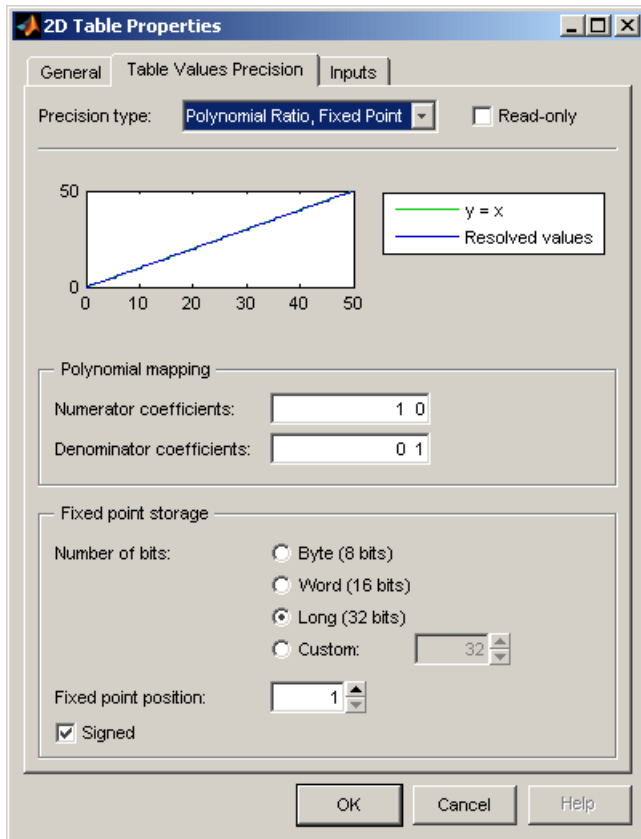 2D Table Properties
General Table Values Precision Inputs
Precision type: Polynomial Ratio, Fixed Point Read-only
50
0
0 10 20 30 40 50
y = x
Resolved values
Polynomial mapping
Numerator coefficients: 1 0
Denominator coefficients: 0 1
Fixed point storage
Number of bits: Byte (8 bits)
Word (16 bits)
Long (32 bits)
Custom: 32
Fixed point position: 1
Signed
OK Cancel Help